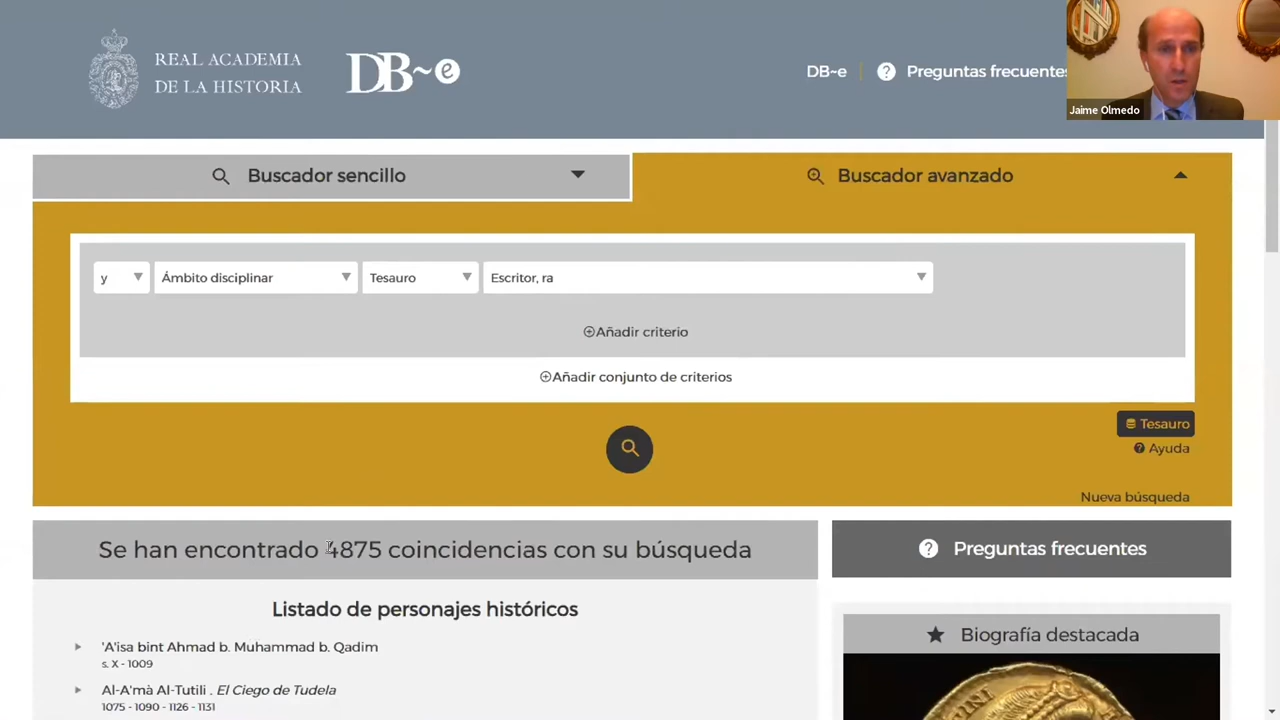 REAL ACADEMIA
DE LA HISTORIA
DB~e
DB~e
Preguntas frecuentes
Jaime Olmedo
Buscador sencillo
Buscador avanzado
y
Ámbito disciplinar
Tesauro
Escritor, ra
Añadir criterio
Añadir conjunto de criterios
Tesauro
Ayuda
Nueva búsqueda
Se han encontrado 4875 coincidencias con su búsqueda
Preguntas frecuentes
Listado de personajes históricos
'A'isa bint Ahmad b. Muhammad b. Qadim
s. X - 1009
Al-A'mà Al-Tutili . El Ciego de Tudela
1075 - 1090 - 1126 - 1131
Biografía destacada